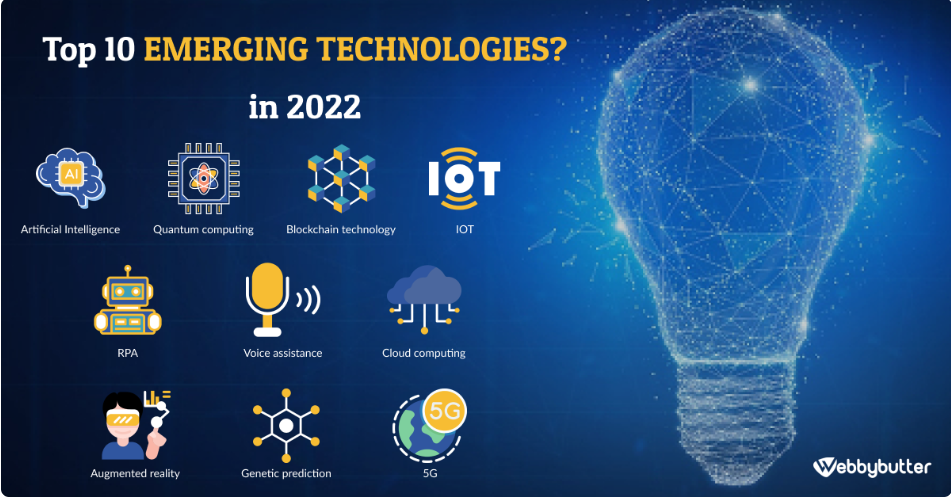 Top 10 EMERGING TECHNOLOGIES?
in 2022
AI
IOT
Artificial Intelligence
Quantum computing
Blockchain technology
IOT
RPA
Voice assistance
Cloud computing
5G
Augmented reality
Genetic prediction
5G
Webbybutter